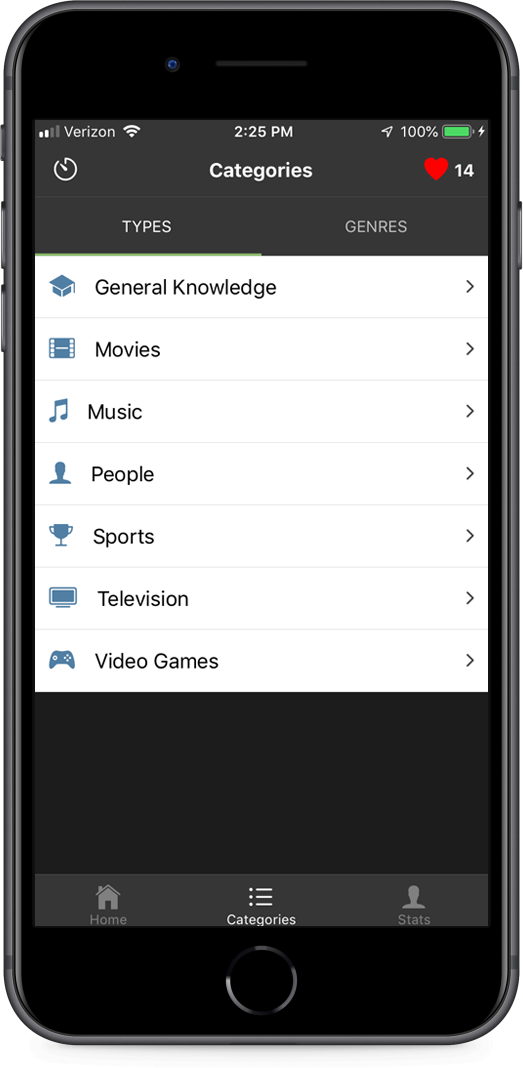 Verizon 2:25 PM 100%
Categories 14
TYPES GENRES
General Knowledge
Movies
Music
People
Sports
Television
Video Games
Home Categories Stats